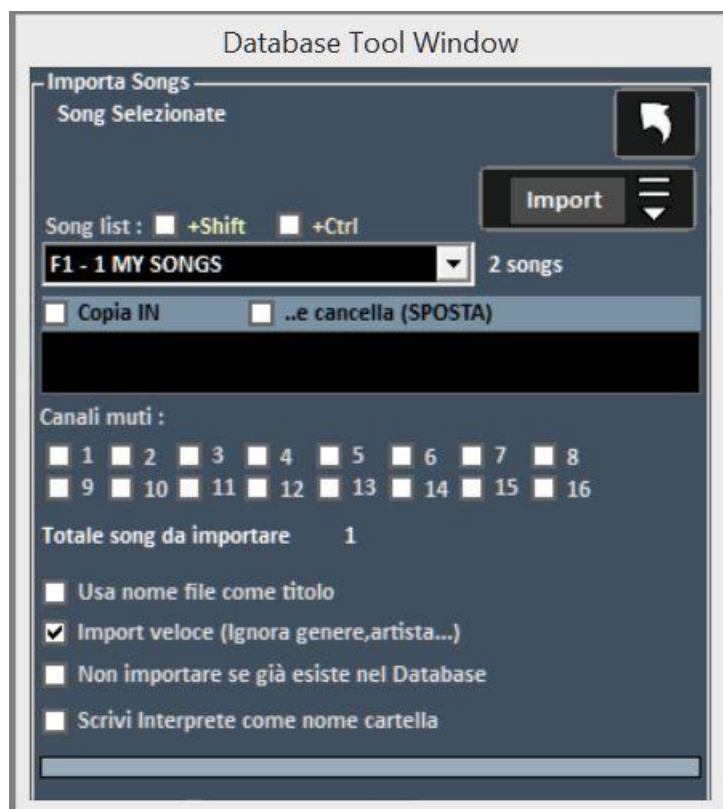 Database Tool Window
Importa Songs
Song Selezionate
Import
Song list : +Shift +Ctrl
F1 - 1 MY SONGS 2 songs
Copia IN ..e cancella (SPOSTA)
Canali muti :
1 2 3 4 5 6 7 8
9 10 11 12 13 14 15 16
Totale song da importare 1
Usa nome file come titolo
Import veloce (Ignora genere,artista...)
Non importare se già esiste nel Database
Scrivi Interprete come nome cartella